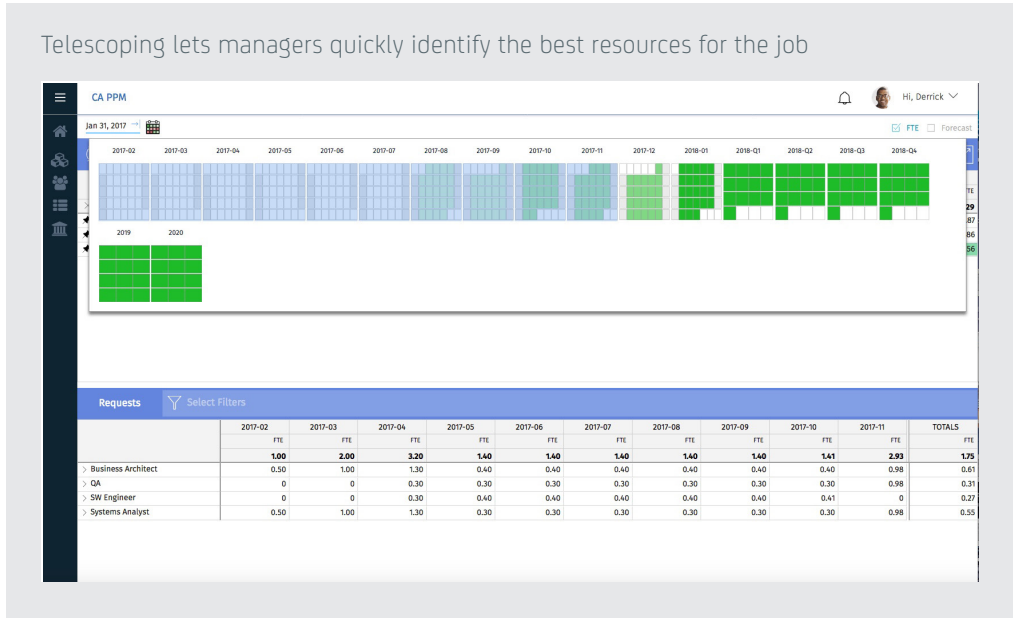 Telescoping lets managers quickly identify the best resources for the job
CA PPM
Hi, Derrick
Jan 31, 2017
FTE Forecast
2017-02 2017-03 2017-04 2017-05 2017-06 2017-07 2017-08 2017-09 2017-10 2017-11 2017-12 2018-01 2018-Q1 2018-Q2 2018-Q3 2018-Q4
TE
29
87
2019 2020
86
56
Requests Select Filters
2017-02 2017-03 2017-04 2017-05 2017-06 2017-07 2017-08 2017-09 2017-10 2017-11 TOTALS
FTE FTE FTE FTE FTE FTE FTE FTE FTE FTE FTE
1.00 2.00 3.20 1.40 1.40 1.40 1.40 1.40 1.41 2.93 1.75
Business Architect 0.50 1.00 1.30 0.40 0.40 0.40 0.40 0.40 0.40 0.98 0.61
QA 0 0 0.30 0.30 0.30 0.30 0.30 0.30 0.30 0.98 0.31
SW Engineer 0 0 0.30 0.40 0.40 0.40 0.40 0.40 0.41 0 0.27
Systems Analyst 0.50 1.00 1.30 0.30 0.30 0.30 0.30 0.30 0.30 0.98 0.55